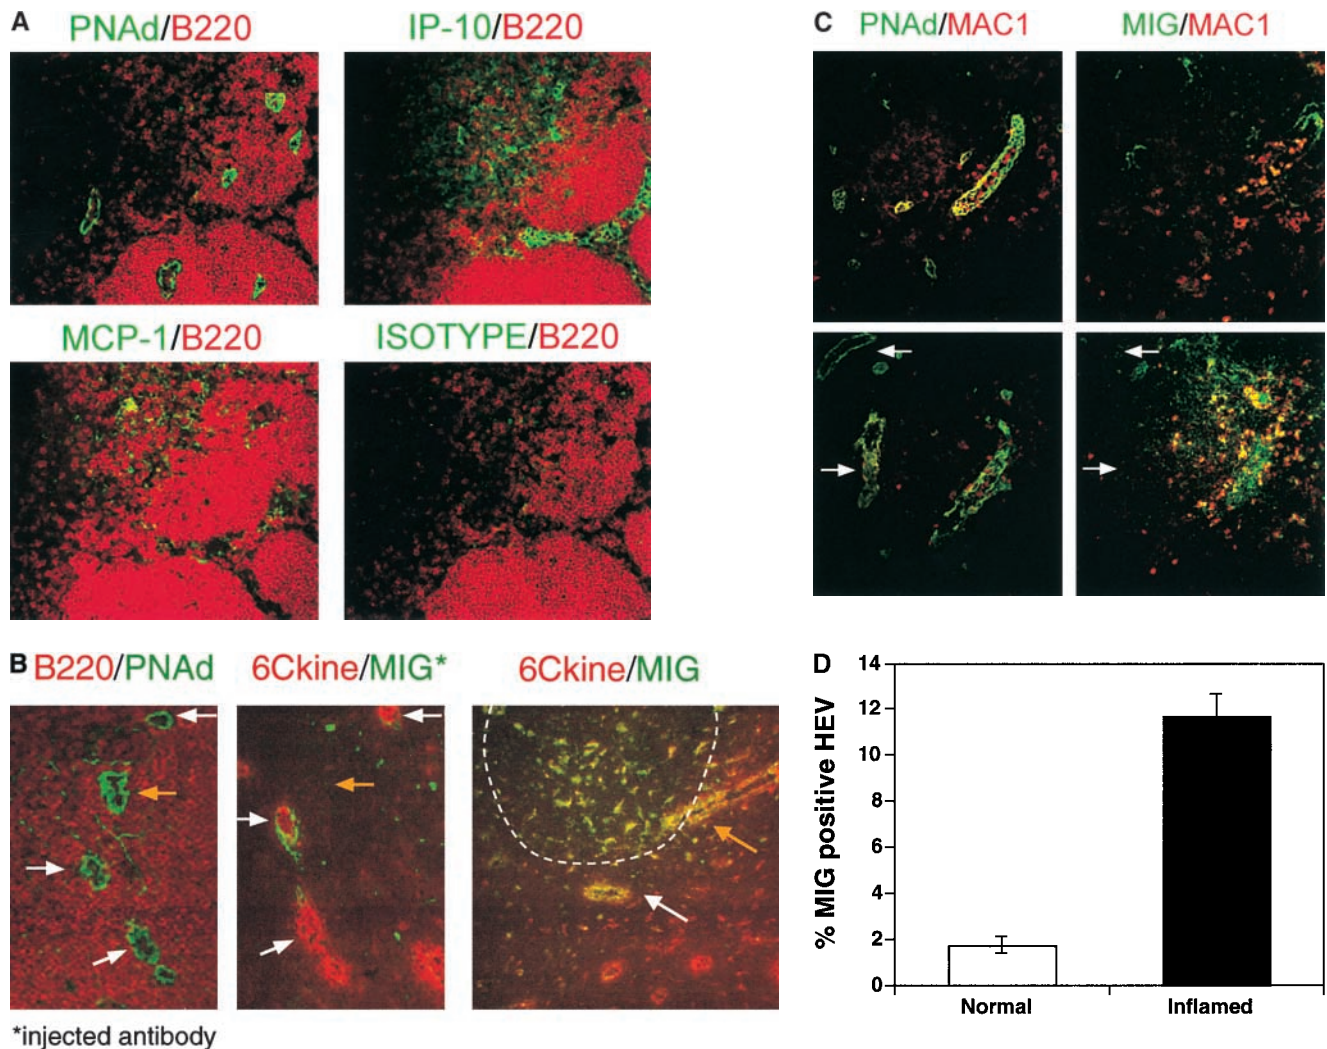 A
PNAd/B220
IP-10/B220
MCP-1/B220
ISOTYPE/B220
B
B220/PNAd
6Ckine/MIG*
6Ckine/MIG
*injected antibody
C
PNAd/MAC1
MIG/MAC1
D
% MIG positive HEV
14
12
10
8
6
4
2
0
Normal
Inflamed